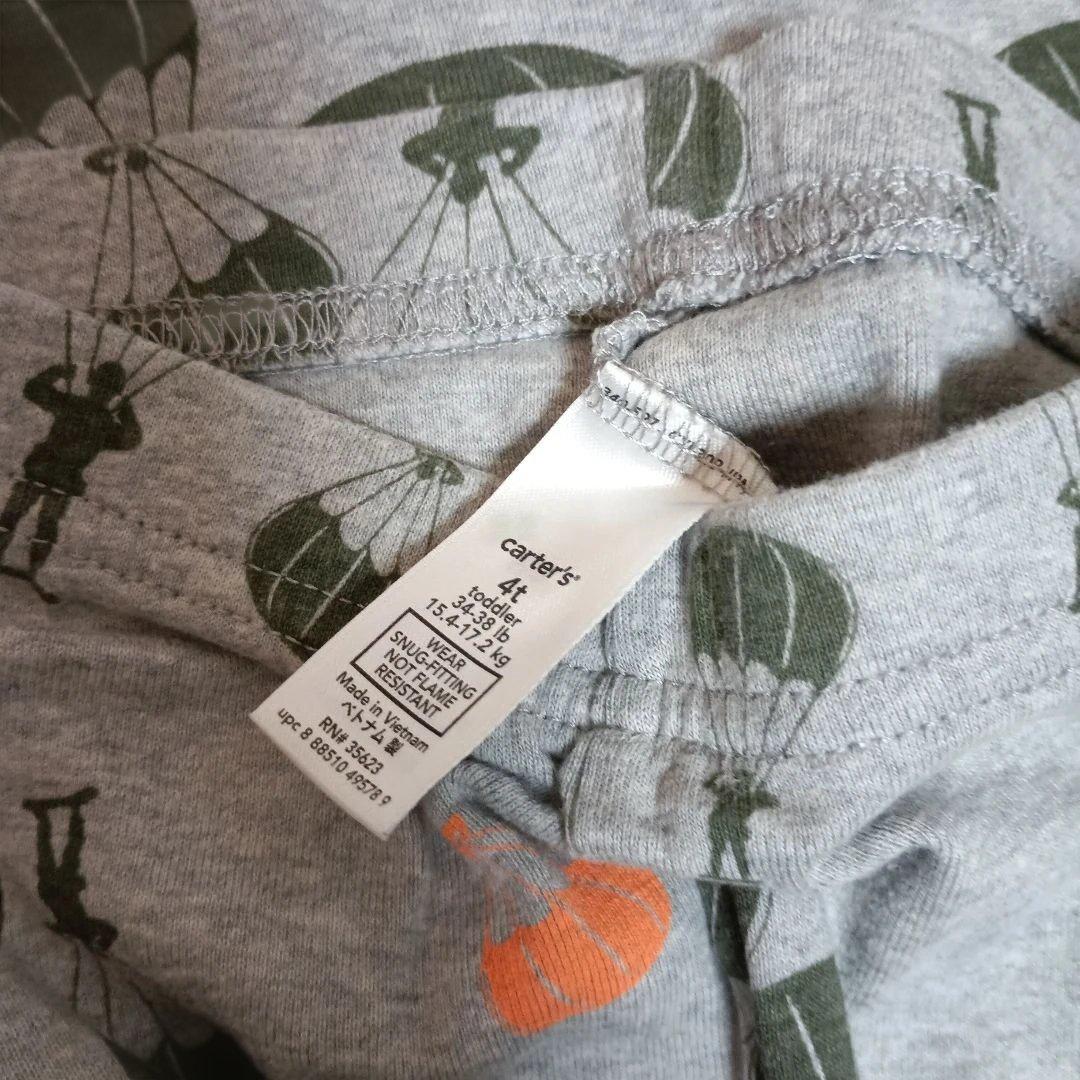 carter's®
4t
toddler
34-38 lb
15.4-17.2 kg
WEAR
SNUG-FITTING
NOT FLAME
RESISTANT
Made in Vietnam
ベトナム製
RN# 35623
upc 8 88510 49578 9